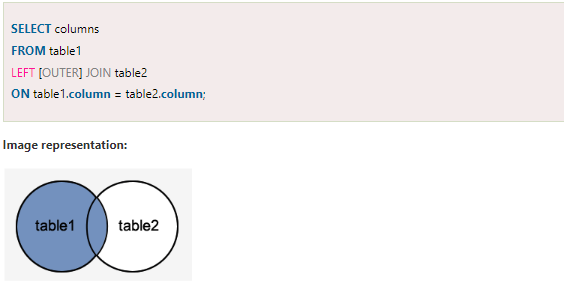 SELECT columns
FROM table1
LEFT [OUTER] JOIN table2
ON table1.column = table2.column;
Image representation:
table1 table2